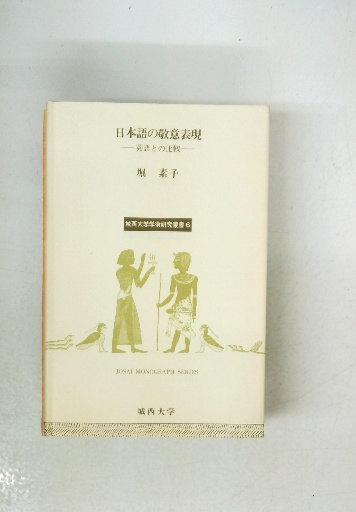 日本語の敬意表現
──英語との比較──
堀 素子
城西大学学術研究叢書 6
JOSAI MONOGRAPH SERIES
城西大学